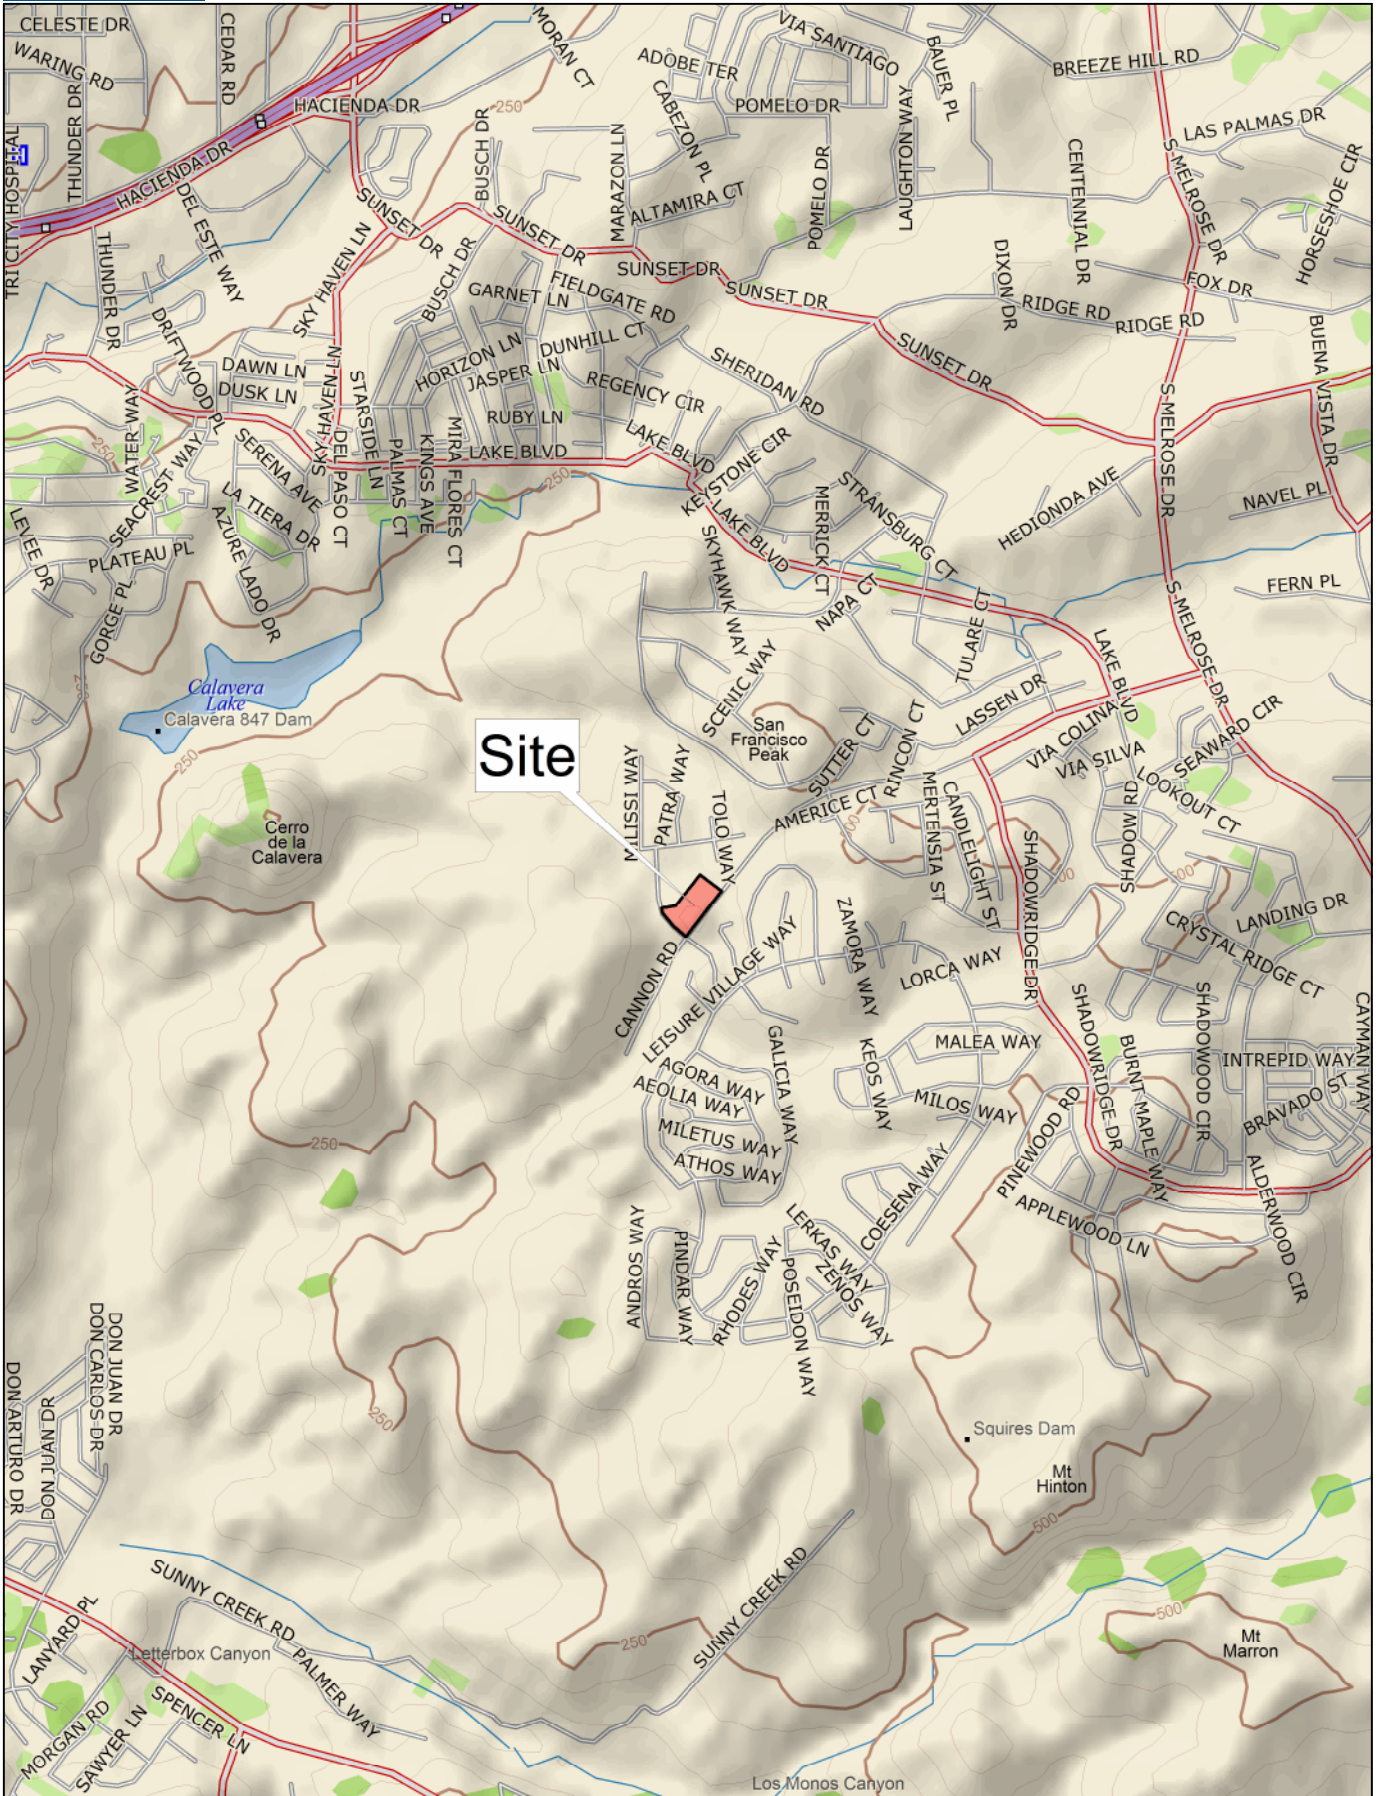 CELESTE DR
WARING RD
CEDAR RD
THUNDER DR
HACIENDA DR
HACIENDA DR
TRI CITY HOSPITAL
H
MORAN CT
250
ADOBE TER
VIA SANTIAGO
BAUER PL
CABEZON PL
POMELO DR
LAUGHTON WAY
BREEZE HILL RD
LAS PALMAS DR
S MELROSE DR
CENTENNIAL DR
HORSESHOE CIR
BUSCH DR
MARAZON LN
ALTAMIRA CT
POMELO DR
DEL ESTE WAY
THUNDER DR
SUNSET DR
SKY HAVEN LN
BUSCH DR
SUNSET DR
SUNSET DR
SUNSET DR
DIXON DR
RIDGE RD
RIDGE RD
FOX DR
GARNET LN
FIELDGATE RD
DRIFTWOOD PL
DAWN LN
DUSK LN
HORIZON LN
DUNHILL CT
JASPER LN
SHERIDAN RD
SUNSET DR
BUENA VISTA DR
REGENCY CIR
STARSIDE LN
SKY HAVEN LN
RUBY LN
S MELROSE DR
WATER WAY
SEACREST WAY
SERENA AVE
DEL PASO CT
PALMAS CT
KINGS AVE
MIRA FLORES CT
LAKE BLVD
LAKE BLVD
KEYSTONE CIR
250
250
LA TIERA DR
AZURE LADO DR
LEVEE DR
PLATEAU PL
GORGE PL
LAKE BLVD
SKYHAWK WAY
MERRICK CT
STRANSBURG CT
HEDIONDA AVE
NAVEL PL
FERN PL
NAPA CT
TULARE CT
S MELROSE DR
250
Calavera
Lake
Calavera 847 Dam
250
SCENIC WAY
LASSEN DR
LAKE BLVD
San
Francisco
Peak
SUTTER CT
RINCON CT
VIA COLINA
VIA SILVA
SEAWARD CIR
LOOKOUT CT
Site
MILISI WAY
PATRA WAY
TOLO WAY
AMERICE CT
MERTENSIA ST
CANDLELIGHT ST
SHADOW RD
SHADOWRIDGE DR
Cerro
de la
Calavera
ZAMORA WAY
LANDING DR
CRYSTAL RIDGE CT
CANNON RD
LEISURE VILLAGE WAY
LORCA WAY
SHADOWRIDGE DR
SHADOWOOD CIR
CAYMAN WAY
GALICIA WAY
KEOS WAY
MALEA WAY
BURNT MAPLE WAY
INTREPID WAY
BRAVADO ST
AGORA WAY
AEOLIA WAY
MILETUS WAY
ATHOS WAY
MILOS WAY
PINEWOOD RD
250
COESENA WAY
APPLEWOOD LN
ALDERWOOD CIR
ANDROS WAY
PINDAR WAY
RHODES WAY
LERKAS WAY
ZENOS WAY
POSEIDON WAY
DON JUAN DR
DON CARLOS DR
DON ARTURO DR
DON JUAN DR
250
Squires Dam
Mt
Hinton
500
SUNNY CREEK RD
SUNNY CREEK RD
PALMER WAY
LANYARD PL
Letterbox Canyon
MORGAN RD
SAWYER LN
SPENCER LN
250
500
Mt
Marron
Los Monos Canyon